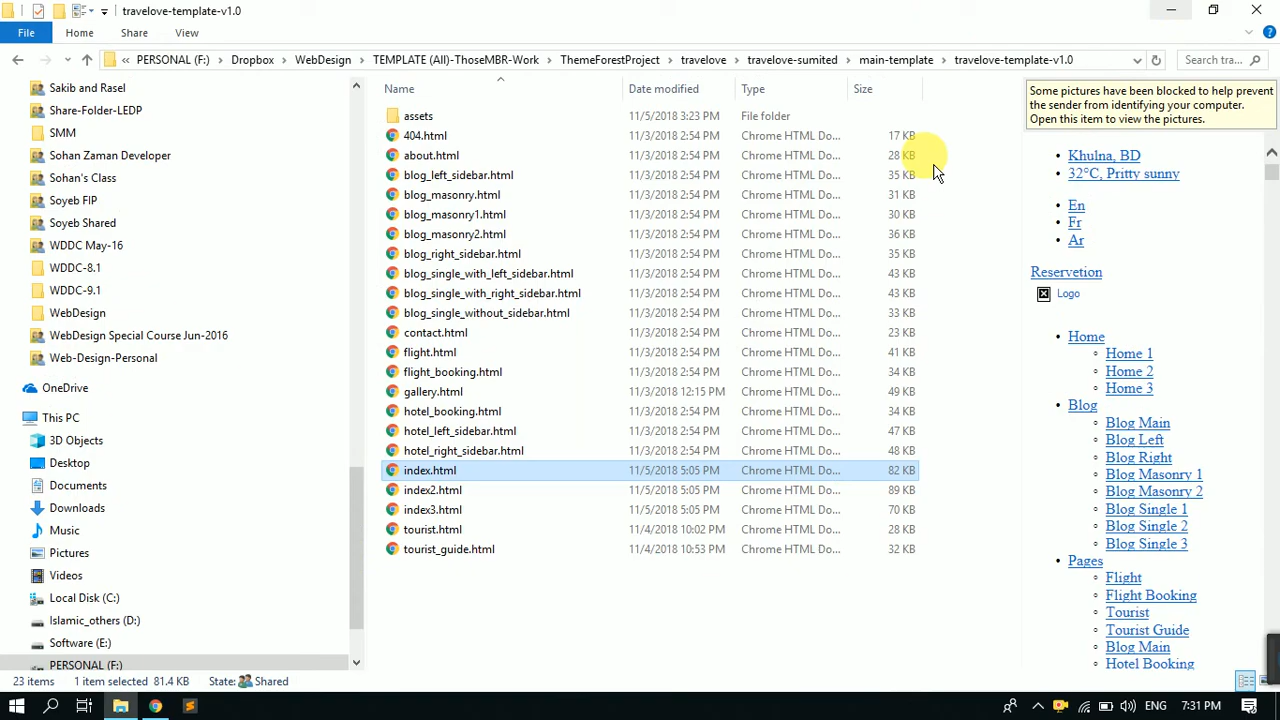 travelove-template-v1.0
File Home Share View
« PERSONAL (F:) > Dropbox > WebDesign > TEMPLATE (All)-ThoseMBR-Work > ThemeForestProject > travelove > travelove-sumited > main-template > travelove-template-v1.0
Search tra...
Sakib and Rasel
Share-Folder-LEDP
SMM
Sohan Zaman Developer
Sohan's Class
Soyeb FIP
Soyeb Shared
WDDC May-16
WDDC-8.1
WDDC-9.1
WebDesign
WebDesign Special Course Jun-2016
Web-Design-Personal
OneDrive
This PC
3D Objects
Desktop
Documents
Downloads
Music
Pictures
Videos
Local Disk (C:)
Islamic_others (D:)
Software (E:)
PERSONAL (F:)
Name Date modified Type Size
assets 11/5/2018 3:23 PM File folder
404.html 11/3/2018 2:54 PM Chrome HTML Do... 17 KB
about.html 11/3/2018 2:54 PM Chrome HTML Do... 28 KB
blog_left_sidebar.html 11/3/2018 2:54 PM Chrome HTML Do... 35 KB
blog_masonry.html 11/3/2018 2:54 PM Chrome HTML Do... 31 KB
blog_masonry1.html 11/3/2018 2:54 PM Chrome HTML Do... 30 KB
blog_masonry2.html 11/3/2018 2:54 PM Chrome HTML Do... 36 KB
blog_right_sidebar.html 11/3/2018 2:54 PM Chrome HTML Do... 35 KB
blog_single_with_left_sidebar.html 11/3/2018 2:54 PM Chrome HTML Do... 43 KB
blog_single_with_right_sidebar.html 11/3/2018 2:54 PM Chrome HTML Do... 43 KB
blog_single_without_sidebar.html 11/3/2018 2:54 PM Chrome HTML Do... 33 KB
contact.html 11/3/2018 2:54 PM Chrome HTML Do... 23 KB
flight.html 11/3/2018 2:54 PM Chrome HTML Do... 41 KB
flight_booking.html 11/3/2018 2:54 PM Chrome HTML Do... 34 KB
gallery.html 11/3/2018 12:15 PM Chrome HTML Do... 49 KB
hotel_booking.html 11/3/2018 2:54 PM Chrome HTML Do... 34 KB
hotel_left_sidebar.html 11/3/2018 2:54 PM Chrome HTML Do... 47 KB
hotel_right_sidebar.html 11/3/2018 2:54 PM Chrome HTML Do... 48 KB
index.html 11/5/2018 5:05 PM Chrome HTML Do... 82 KB
index2.html 11/5/2018 5:05 PM Chrome HTML Do... 89 KB
index3.html 11/5/2018 5:05 PM Chrome HTML Do... 70 KB
tourist.html 11/4/2018 10:02 PM Chrome HTML Do... 28 KB
tourist_guide.html 11/4/2018 10:53 PM Chrome HTML Do... 32 KB
Some pictures have been blocked to help prevent
the sender from identifying your computer.
Open this item to view the pictures.
Khulna, BD
32°C, Pritty sunny
En
Fr
Ar
Reservetion
Logo
Home
Home 1
Home 2
Home 3
Blog
Blog Main
Blog Left
Blog Right
Blog Masonry 1
Blog Masonry 2
Blog Single 1
Blog Single 2
Blog Single 3
Pages
Flight
Flight Booking
Tourist
Tourist Guide
Blog Main
Hotel Booking
23 items 1 item selected 81.4 KB State: Shared
ENG 7:31 PM